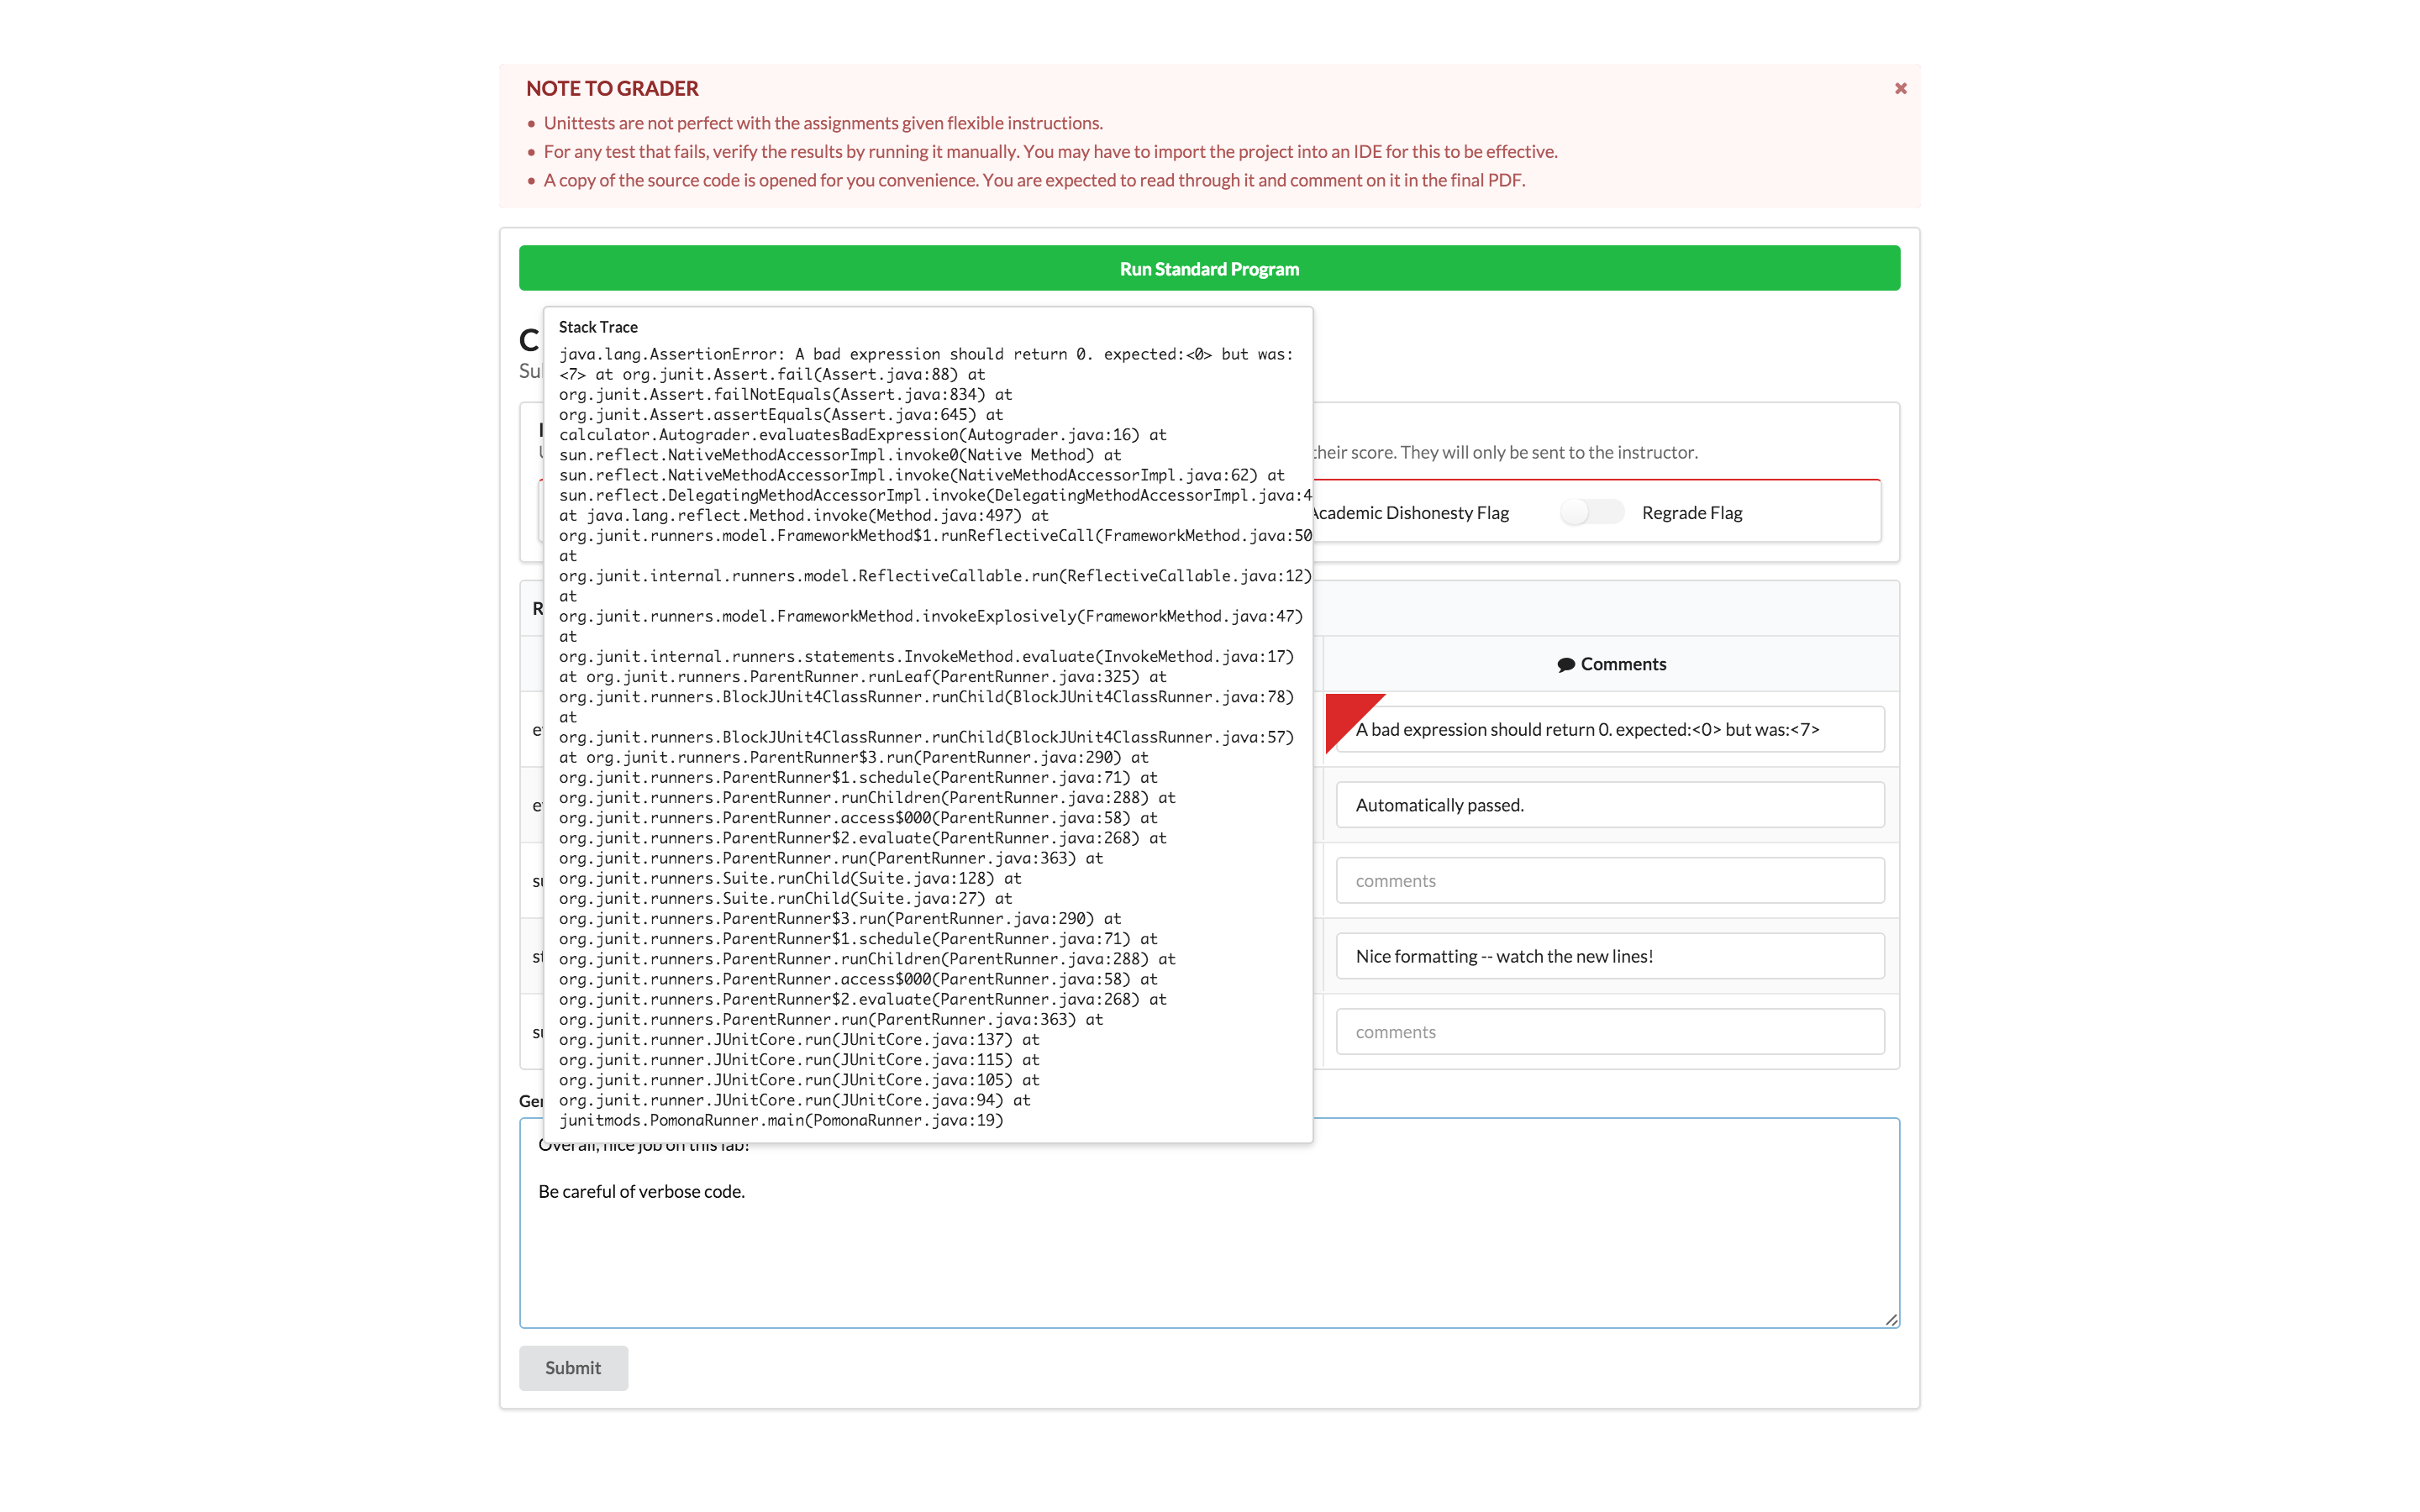 NOTE TO GRADER
Unittests are not perfect with the assignments given flexible instructions.
For any test that fails, verify the results by running it manually. You may have to import the project into an IDE for this to be effective.
A copy of the source code is opened for you convenience. You are expected to read through it and comment on it in the final PDF.
Run Standard Program
Stack Trace
java.lang.AssertionError: A bad expression should return 0. expected:<0> but was:
<7> at org.junit.Assert.fail(Assert.java:88) at
org.junit.Assert.failNotEquals(Assert.java:834) at
org.junit.Assert.assertEquals(Assert.java:645) at
calculator.Autograder.evaluatesBadExpression(Autograder.java:16) at
sun.reflect.NativeMethodAccessorImpl.invoke0(Native Method) at
sun.reflect.NativeMethodAccessorImpl.invoke(NativeMethodAccessorImpl.java:62) at
sun.reflect.DelegatingMethodAccessorImpl.invoke(DelegatingMethodAccessorImpl.java:4
at java.lang.reflect.Method.invoke(Method.java:497) at
org.junit.runners.model.FrameworkMethod$1.runReflectiveCall(FrameworkMethod.java:50
at
org.junit.internal.runners.model.ReflectiveCallable.run(ReflectiveCallable.java:12)
at
org.junit.runners.model.FrameworkMethod.invokeExplosively(FrameworkMethod.java:47)
at
org.junit.internal.runners.statements.InvokeMethod.evaluate(InvokeMethod.java:17)
at org.junit.runners.ParentRunner.runLeaf(ParentRunner.java:325) at
org.junit.runners.BlockJUnit4ClassRunner.runChild(BlockJUnit4ClassRunner.java:78)
at
org.junit.runners.BlockJUnit4ClassRunner.runChild(BlockJUnit4ClassRunner.java:57)
at org.junit.runners.ParentRunner$3.run(ParentRunner.java:290) at
org.junit.runners.ParentRunner$1.schedule(ParentRunner.java:71) at
org.junit.runners.ParentRunner.runChildren(ParentRunner.java:288) at
org.junit.runners.ParentRunner.access$000(ParentRunner.java:58) at
org.junit.runners.ParentRunner$2.evaluate(ParentRunner.java:268) at
org.junit.runners.ParentRunner.run(ParentRunner.java:363) at
org.junit.runners.Suite.runChild(Suite.java:128) at
org.junit.runners.Suite.runChild(Suite.java:27) at
org.junit.runners.ParentRunner$3.run(ParentRunner.java:290) at
org.junit.runners.ParentRunner$1.schedule(ParentRunner.java:71) at
org.junit.runners.ParentRunner.runChildren(ParentRunner.java:288) at
org.junit.runners.ParentRunner.access$000(ParentRunner.java:58) at
org.junit.runners.ParentRunner$2.evaluate(ParentRunner.java:268) at
org.junit.runners.ParentRunner.run(ParentRunner.java:363) at
org.junit.runner.JUnitCore.run(JUnitCore.java:137) at
org.junit.runner.JUnitCore.run(JUnitCore.java:115) at
org.junit.runner.JUnitCore.run(JUnitCore.java:105) at
org.junit.runner.JUnitCore.run(JUnitCore.java:94) at
junitmods.PomonaRunner.main(PomonaRunner.java:19)
their score. They will only be sent to the instructor.
Academic Dishonesty Flag
Regrade Flag
Comments
A bad expression should return 0. expected:<0> but was:<7>
Automatically passed.
comments
Nice formatting -- watch the new lines!
comments
Overall, nice job on this lab!
Be careful of verbose code.
Submit